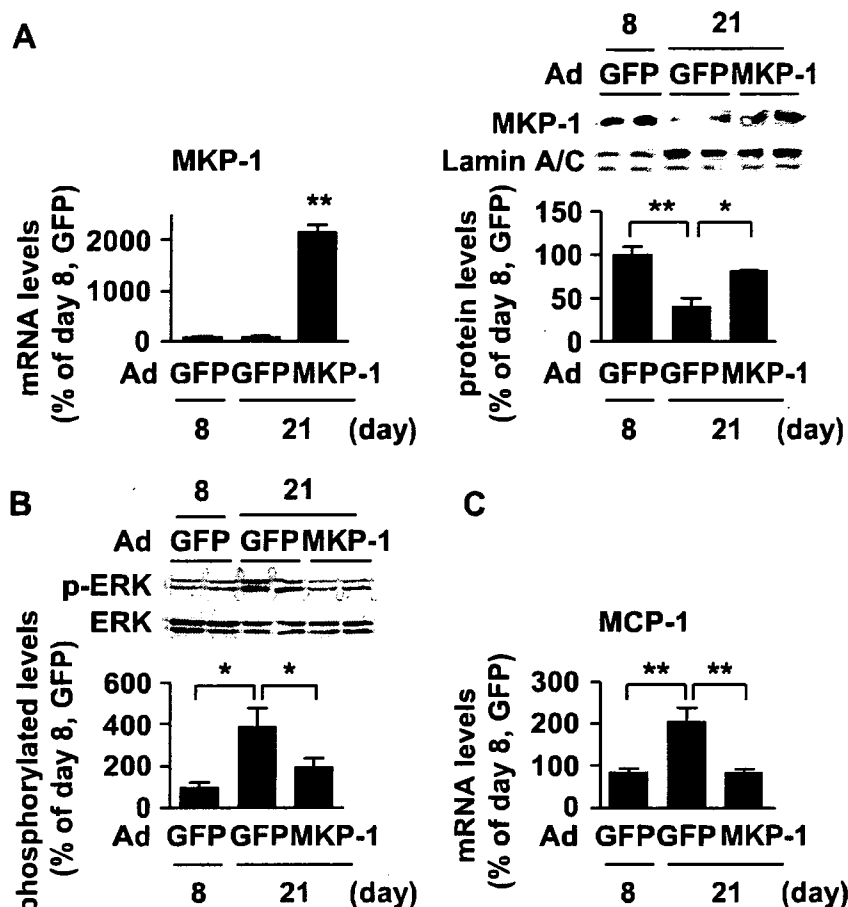 A
MKP-1
mRNA levels
(% of day 8, GFP)
2000
1000
0
**
Ad GFP GFP MKP-1
8 21 (day)
8 21
Ad GFP GFP MKP-1
MKP-1
Lamin A/C
protein levels
(% of day 8, GFP)
150
100
50
0
** *
Ad GFP GFP MKP-1
8 21 (day)
B
8 21
Ad GFP GFP MKP-1
p-ERK
ERK
phosphorylated levels
(% of day 8, GFP)
600
400
200
0
* *
Ad GFP GFP MKP-1
8 21 (day)
C
MCP-1
mRNA levels
(% of day 8, GFP)
300
200
100
0
** **
Ad GFP GFP MKP-1
8 21 (day)